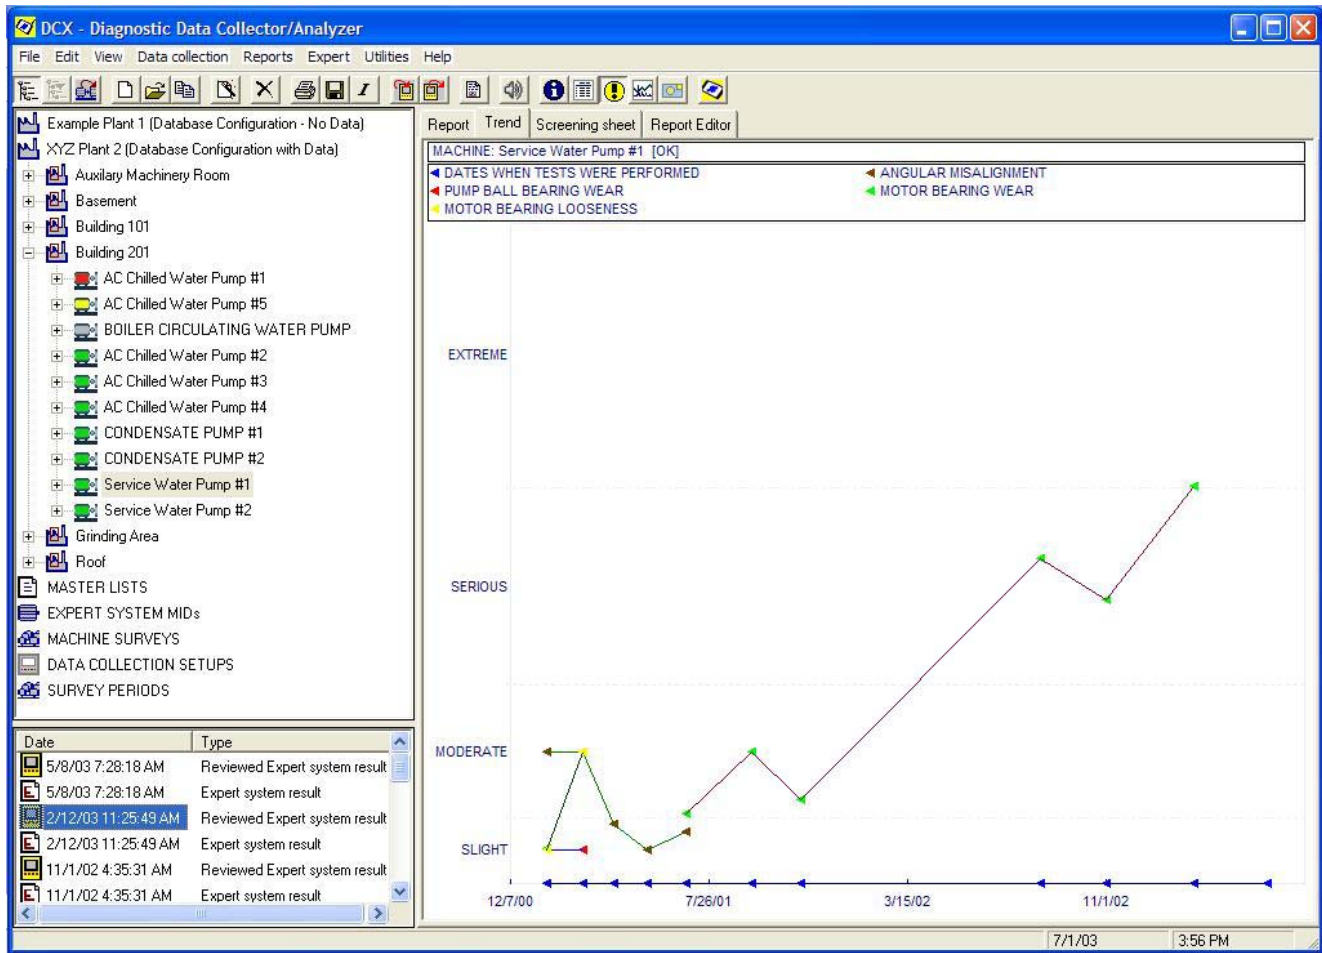 DCX - Diagnostic Data Collector/Analyzer
File Edit View Data collection Reports Expert Utilities Help
Example Plant 1 (Database Configuration - No Data)
XYZ Plant 2 (Database Configuration with Data)
Auxilary Machinery Room
Basement
Building 101
Building 201
AC Chilled Water Pump #1
AC Chilled Water Pump #5
BOILER CIRCULATING WATER PUMP
AC Chilled Water Pump #2
AC Chilled Water Pump #3
AC Chilled Water Pump #4
CONDENSATE PUMP #1
CONDENSATE PUMP #2
Service Water Pump #1
Service Water Pump #2
Grinding Area
Roof
MASTER LISTS
EXPERT SYSTEM MIDs
MACHINE SURVEYS
DATA COLLECTION SETUPS
SURVEY PERIODS
Date Type
5/8/03 7:28:18 AM Reviewed Expert system result
5/8/03 7:28:18 AM Expert system result
2/12/03 11:25:49 AM Reviewed Expert system result
2/12/03 11:25:49 AM Expert system result
11/1/02 4:35:31 AM Reviewed Expert system result
11/1/02 4:35:31 AM Expert system result
Report Trend Screening sheet Report Editor
MACHINE: Service Water Pump #1 [OK]
DATES WHEN TESTS WERE PERFORMED ANGULAR MISALIGNMENT
PUMP BALL BEARING WEAR MOTOR BEARING WEAR
MOTOR BEARING LOOSENESS
EXTREME
SERIOUS
MODERATE
SLIGHT
12/7/00 7/26/01 3/15/02 11/1/02
7/1/03 3:56 PM